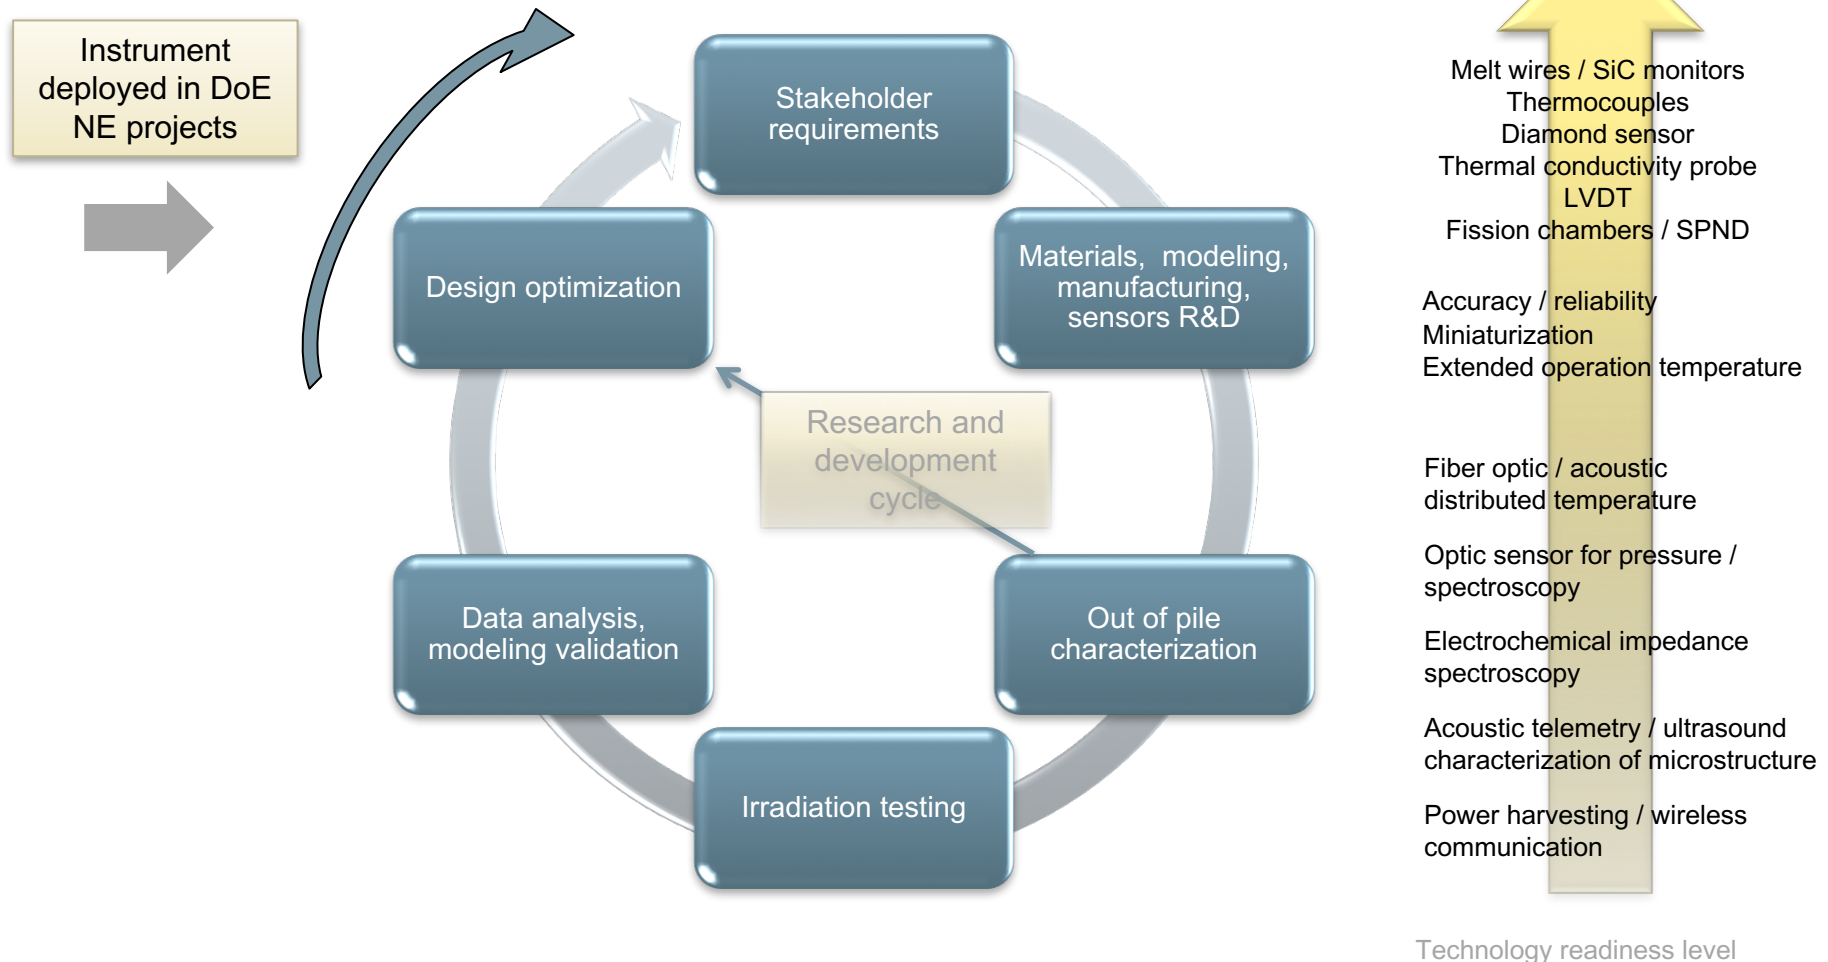 Instrument
deployed in DoE
NE projects
Stakeholder
requirements
Design optimization
Materials, modeling,
manufacturing,
sensors R&D
Research and
development
cycle
Data analysis,
modeling validation
Out of pile
characterization
Irradiation testing
Melt wires / SiC monitors
Thermocouples
Diamond sensor
Thermal conductivity probe
LVDT
Fission chambers / SPND
Accuracy / reliability
Miniaturization
Extended operation temperature
Fiber optic / acoustic
distributed temperature
Optic sensor for pressure /
spectroscopy
Electrochemical impedance
spectroscopy
Acoustic telemetry / ultrasound
characterization of microstructure
Power harvesting / wireless
communication
Technology readiness level